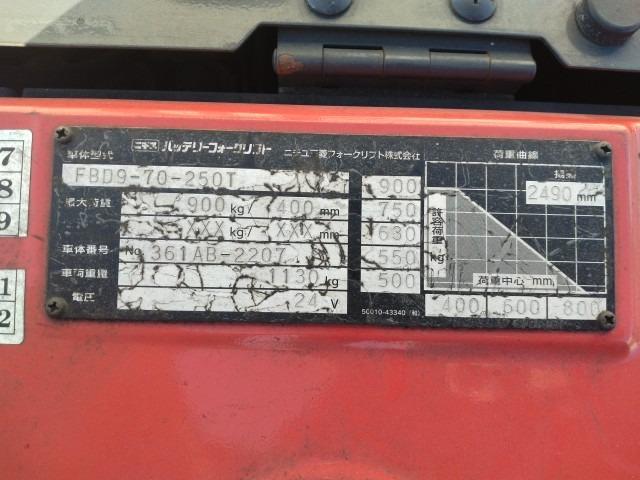 ニチユ バッテリーフォークリフト ニチユ三菱フォークリフト株式会社
車体型式 FBD9-70-250T
最大荷重 900 kg/ 400 mm
XXX kg/ XXX mm
車体番号 No. 361AB-2207
車両重量 1130 kg
電圧 24 V
900
750
630
550
500
荷重曲線
揚高
2490 mm
許容荷重 kg
荷重中心 mm
400 600 800
50010-43340 (和)
7
8
9
1
2